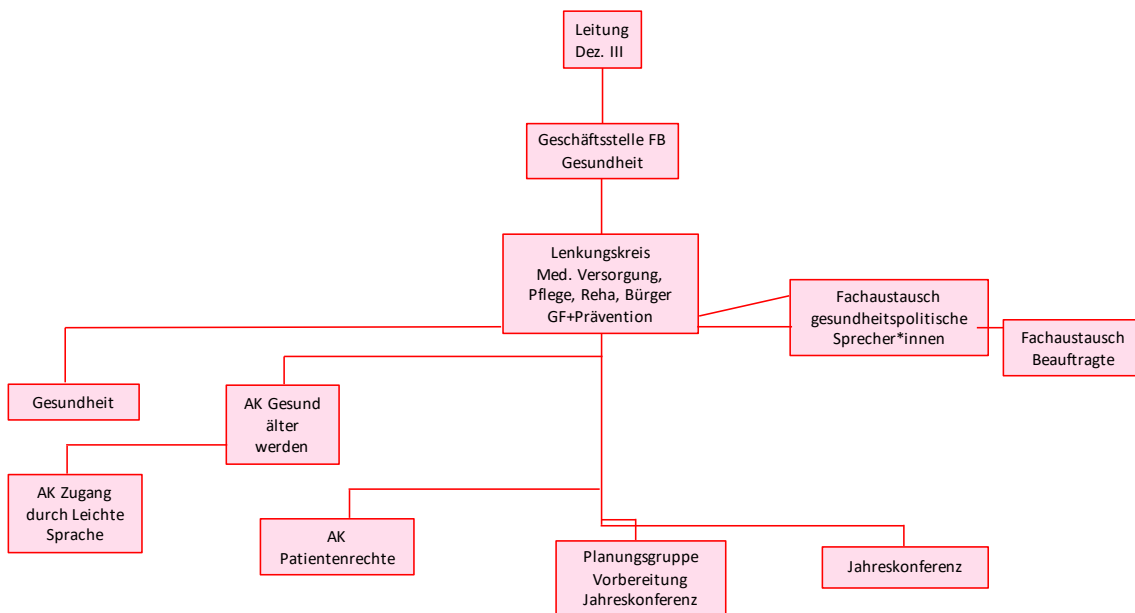 Leitung
Dez. III
Geschäftsstelle FB
Gesundheit
Lenkungskreis
Med. Versorgung,
Pflege, Reha, Bürger
GF+Prävention
Fachaustausch
gesundheitspolitische
Sprecher*innen
Fachaustausch
Beauftragte
Gesundheit
AK Gesund
älter
werden
AK Zugang
durch Leichte
Sprache
AK
Patientenrechte
Planungsgruppe
Vorbereitung
Jahreskonferenz
Jahreskonferenz